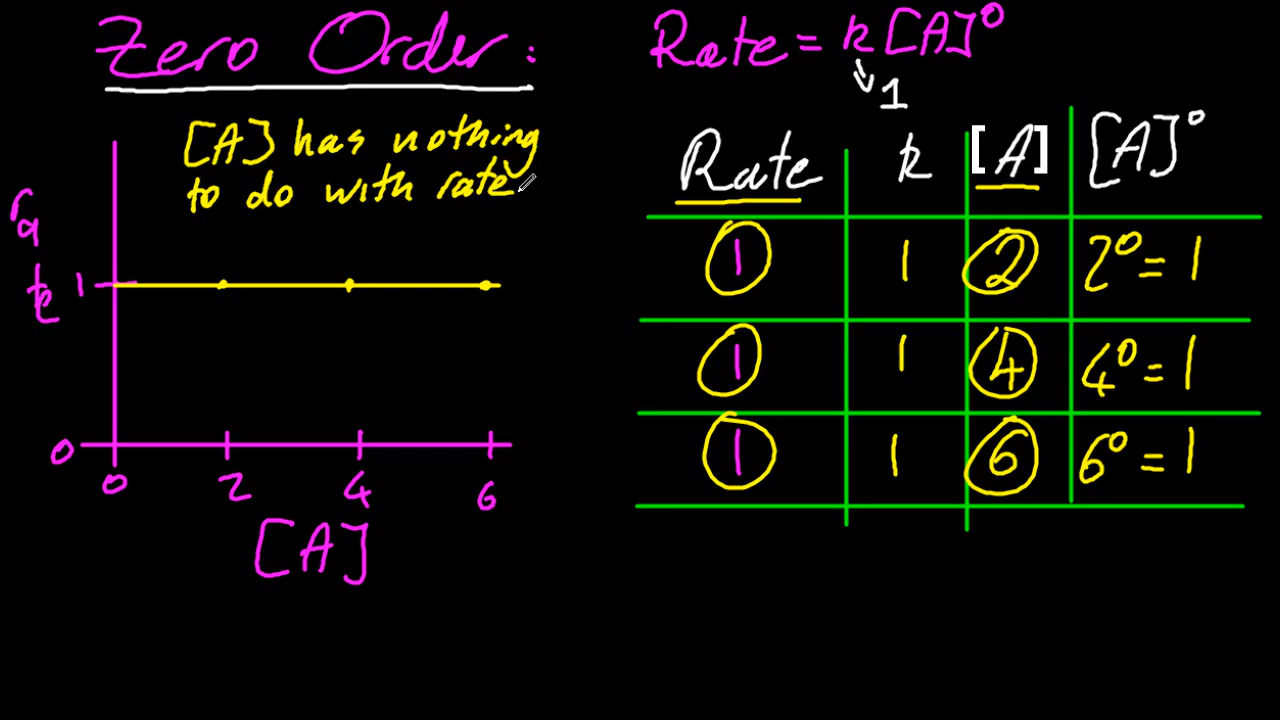 Zero Order:
[A] has nothing
to do with rate
rate
1
0
0 2 4 6
[A]
Rate = k[A]⁰
1
Rate k [A] [A]⁰
1 1 2 2⁰ = 1
1 1 4 4⁰ = 1
1 1 6 6⁰ = 1